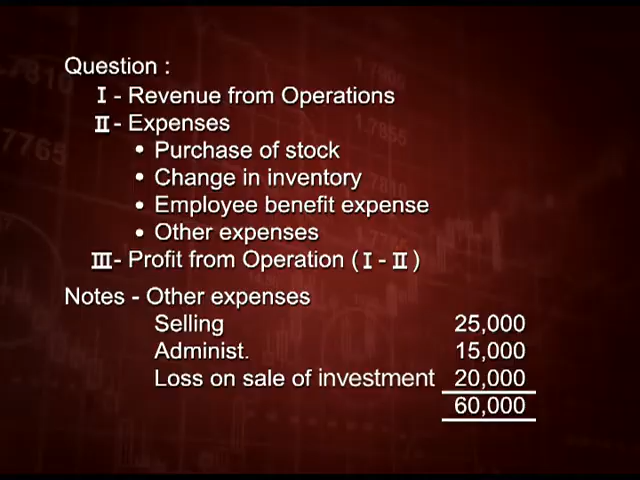 Question :
I - Revenue from Operations
II - Expenses
• Purchase of stock
• Change in inventory
• Employee benefit expense
• Other expenses
III - Profit from Operation ( I - II )
Notes - Other expenses
Selling 25,000
Administ. 15,000
Loss on sale of investment 20,000
60,000